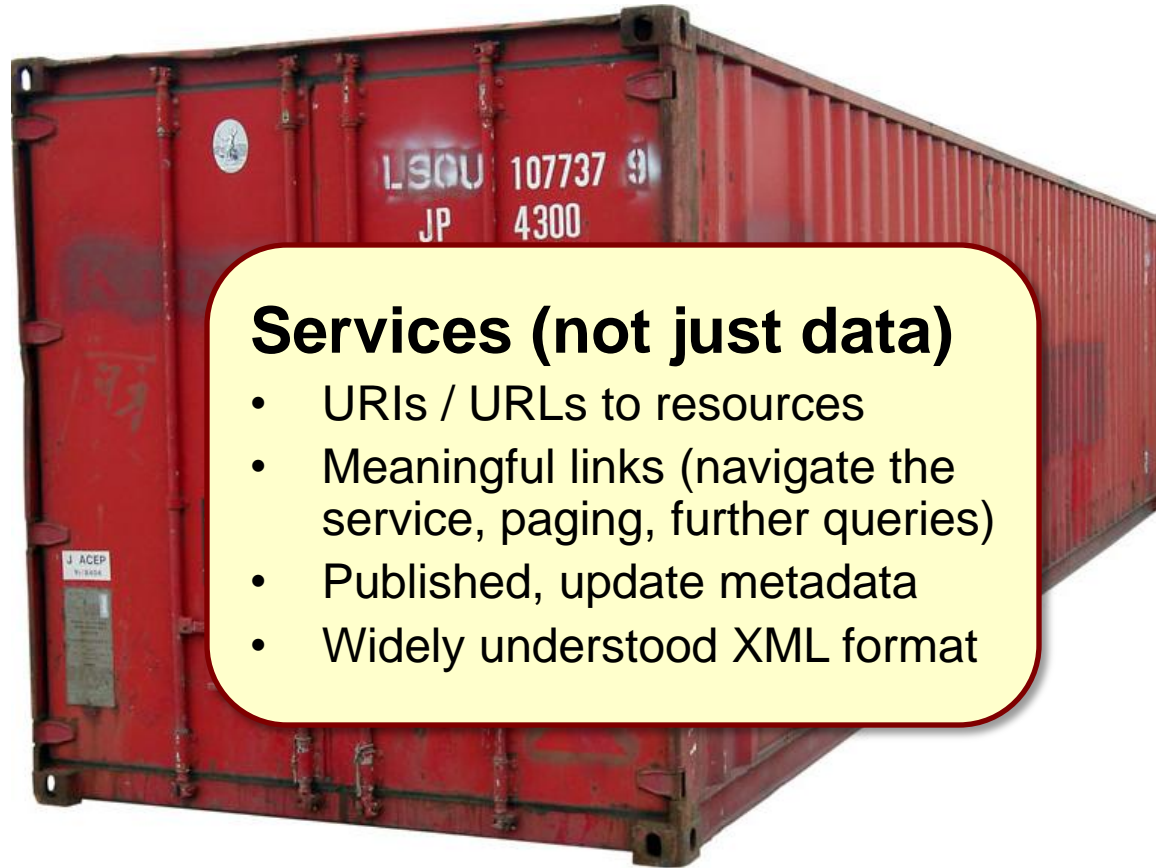 LSCU 107737 9
JP 4300
Services (not just data)
• URIs / URLs to resources
• Meaningful links (navigate the
service, paging, further queries)
• Published, update metadata
• Widely understood XML format
J ACEP